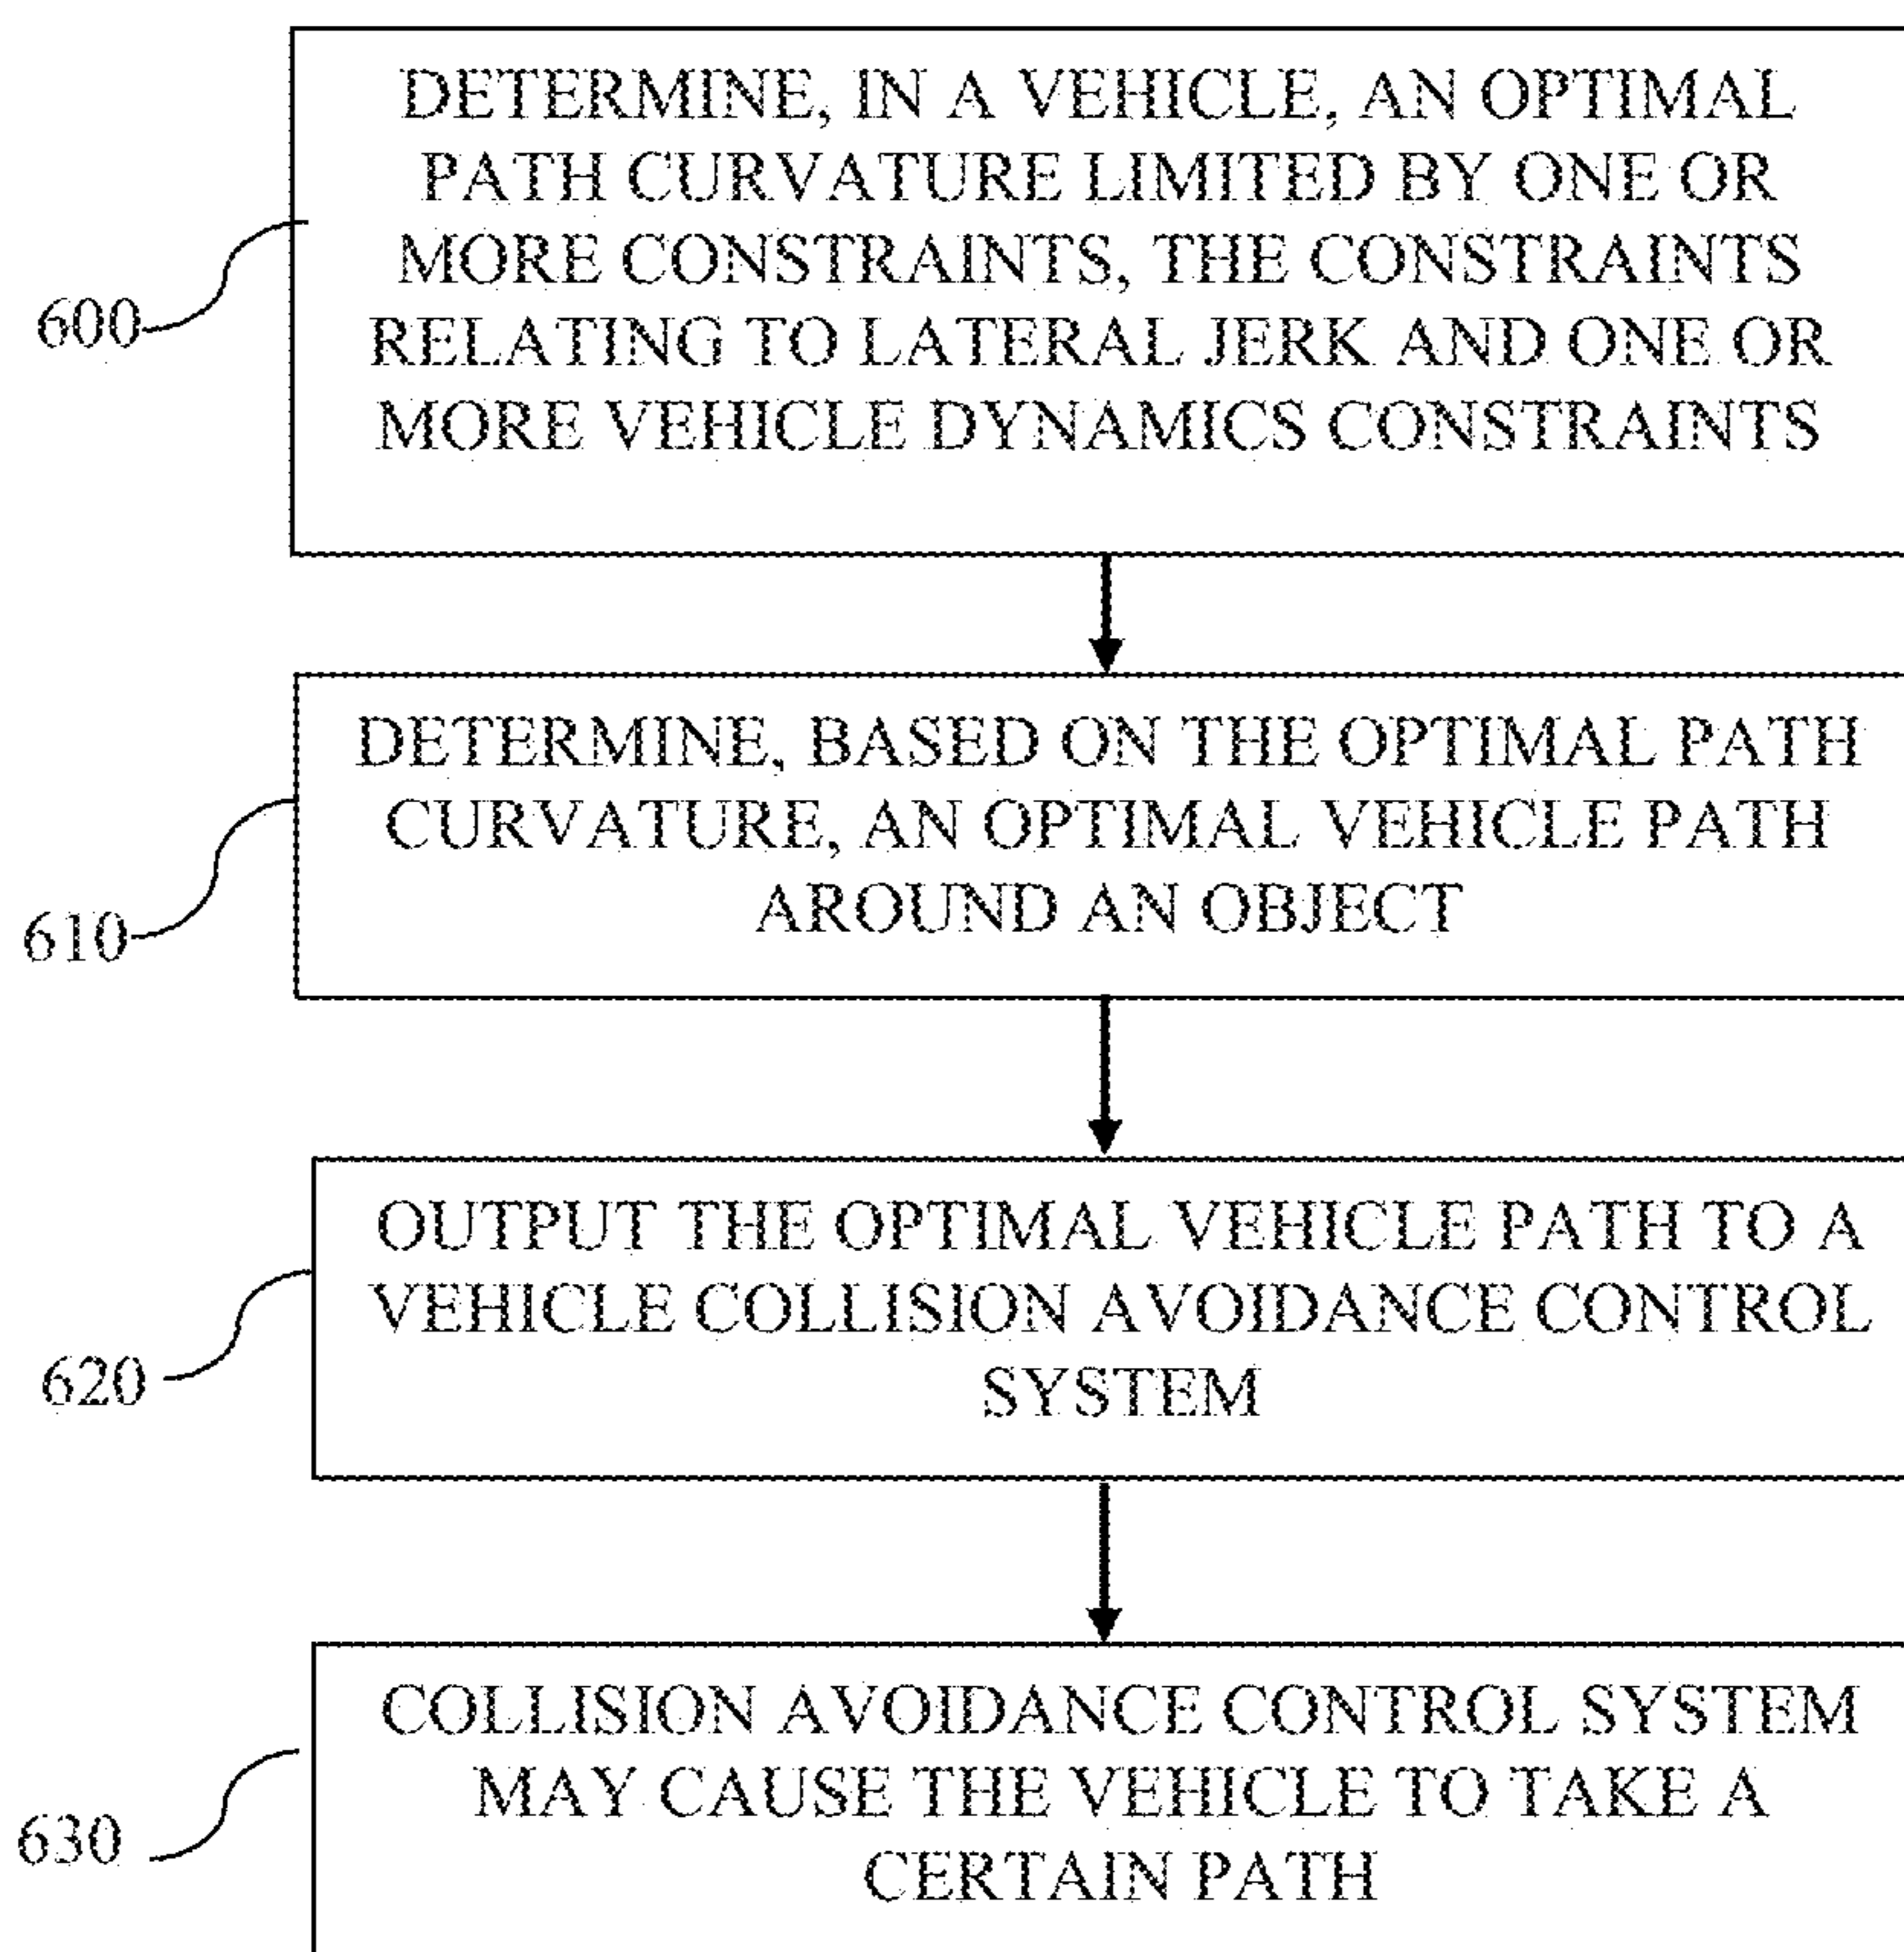 DETERMINE, IN A VEHICLE, AN OPTIMAL
PATH CURVATURE LIMITED BY ONE OR
MORE CONSTRAINTS, THE CONSTRAINTS
RELATING TO LATERAL JERK AND ONE OR
MORE VEHICLE DYNAMICS CONSTRAINTS
600
DETERMINE, BASED ON THE OPTIMAL PATH
CURVATURE, AN OPTIMAL VEHICLE PATH
AROUND AN OBJECT
610
OUTPUT THE OPTIMAL VEHICLE PATH TO A
VEHICLE COLLISION AVOIDANCE CONTROL
SYSTEM
620
COLLISION AVOIDANCE CONTROL SYSTEM
MAY CAUSE THE VEHICLE TO TAKE A
CERTAIN PATH
630